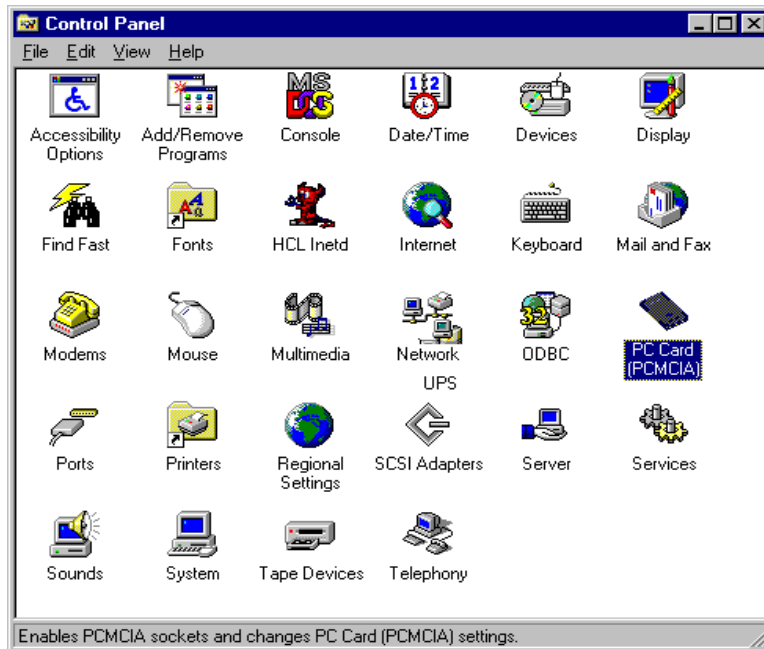 Control Panel
File Edit View Help
Accessibility Options
Add/Remove Programs
Console
Date/Time
Devices
Display
Find Fast
Fonts
HCL Inetd
Internet
Keyboard
Mail and Fax
Modems
Mouse
Multimedia
Network
ODBC
PC Card (PCMCIA)
UPS
Ports
Printers
Regional Settings
SCSI Adapters
Server
Services
Sounds
System
Tape Devices
Telephony
Enables PCMCIA sockets and changes PC Card (PCMCIA) settings.